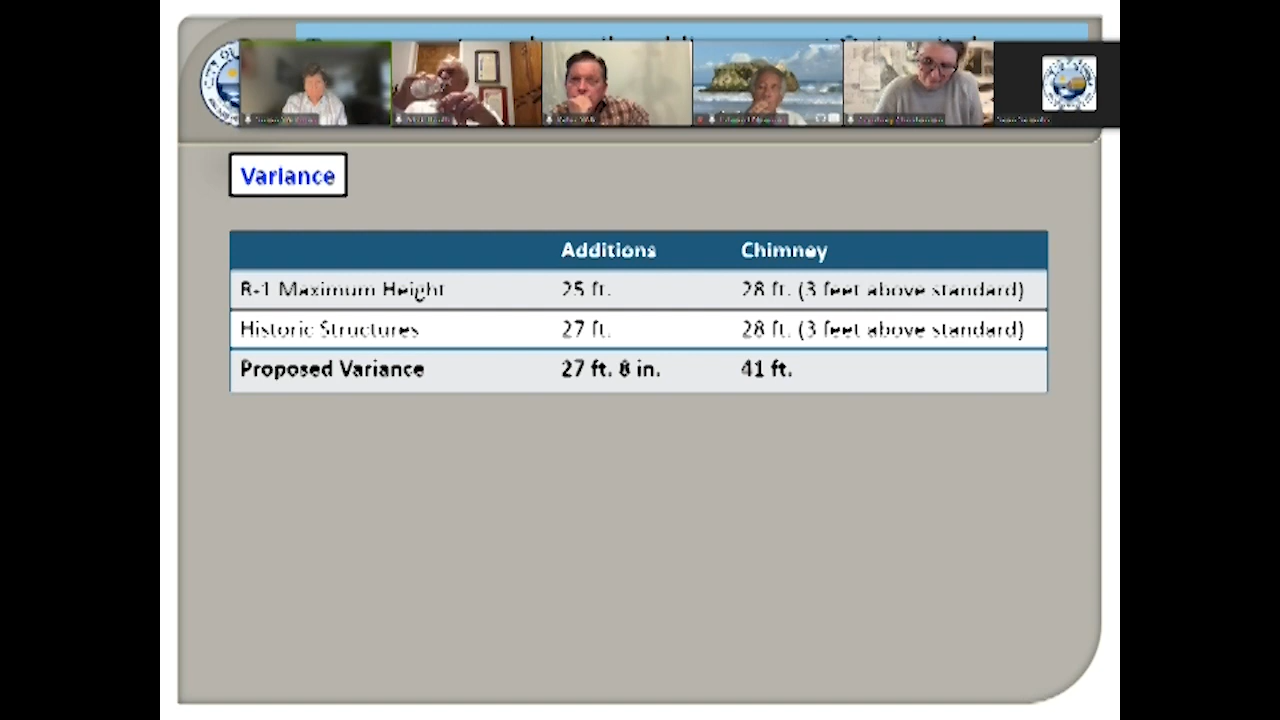 Variance
Additions Chimney
R-1 Maximum Height 25 ft. 28 ft. (3 feet above standard)
Historic Structures 27 ft. 28 ft. (3 feet above standard)
Proposed Variance 27 ft. 8 in. 41 ft.